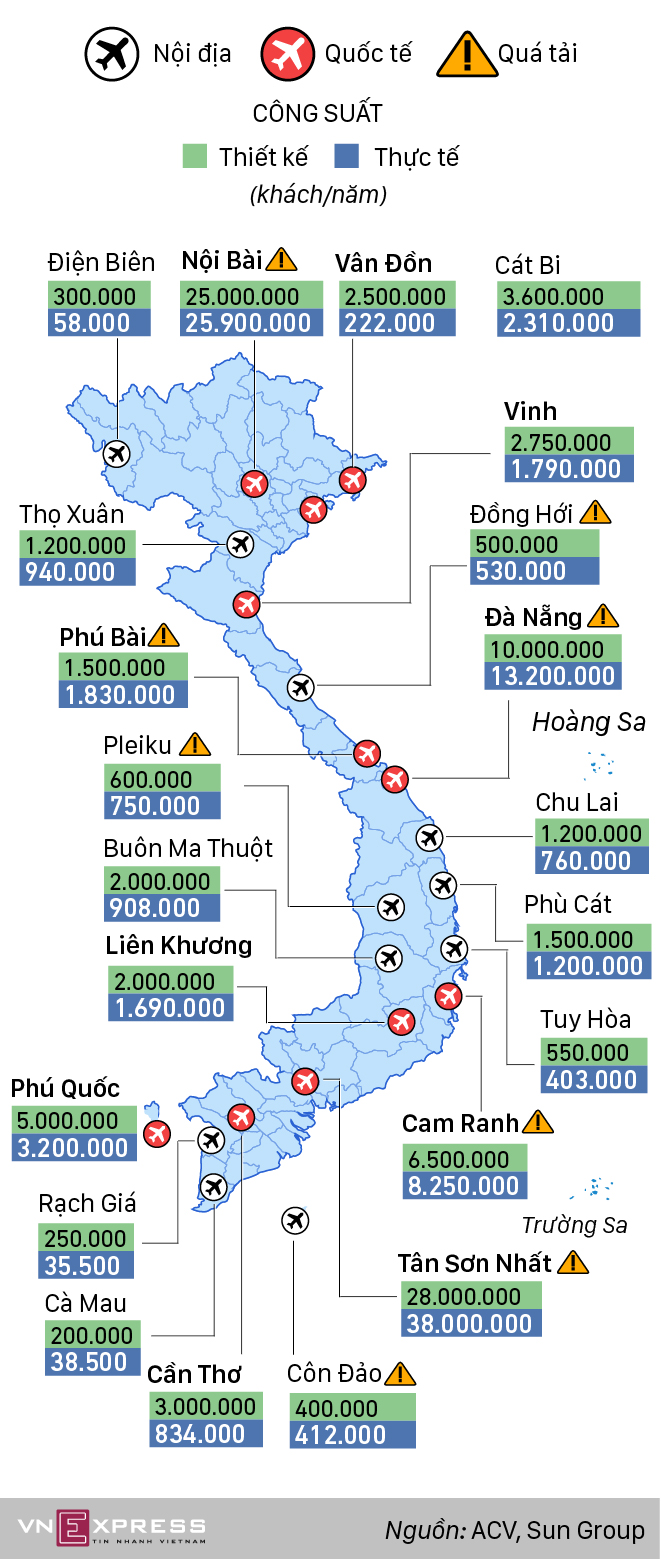 Nội địa
Quốc tế
Quá tải
CÔNG SUẤT
Thiết kế
Thực tế
(khách/năm)
Điện Biên
300.000
58.000
Nội Bài
25.000.000
25.900.000
Vân Đồn
2.500.000
222.000
Cát Bi
3.600.000
2.310.000
Vinh
2.750.000
1.790.000
Thọ Xuân
1.200.000
940.000
Đồng Hới
500.000
530.000
Đà Nẵng
10.000.000
13.200.000
Phú Bài
1.500.000
1.830.000
Hoàng Sa
Pleiku
600.000
750.000
Chu Lai
1.200.000
760.000
Buôn Ma Thuột
2.000.000
908.000
Phù Cát
1.500.000
1.200.000
Liên Khương
2.000.000
1.690.000
Tuy Hòa
550.000
403.000
Phú Quốc
5.000.000
3.200.000
Cam Ranh
6.500.000
8.250.000
Rạch Giá
250.000
35.500
Trường Sa
Tân Sơn Nhất
28.000.000
38.000.000
Cà Mau
200.000
38.500
Cần Thơ
3.000.000
834.000
Côn Đảo
400.000
412.000
VNEXPRESS
TIN NHANH VIETNAM
Nguồn: ACV, Sun Group